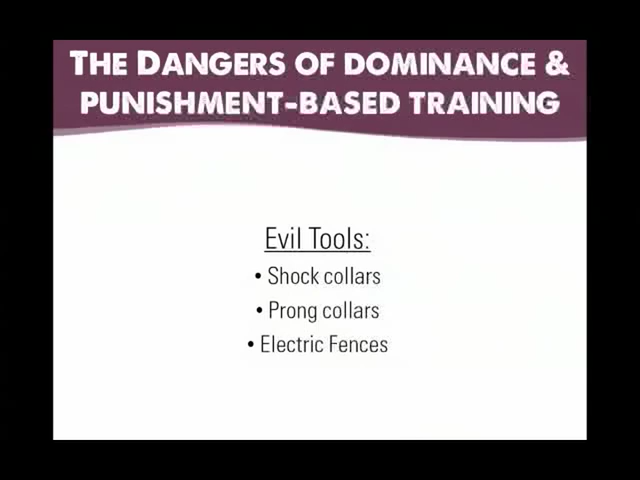 THE DANGERS OF DOMINANCE &
PUNISHMENT-BASED TRAINING
Evil Tools:
• Shock collars
• Prong collars
• Electric Fences